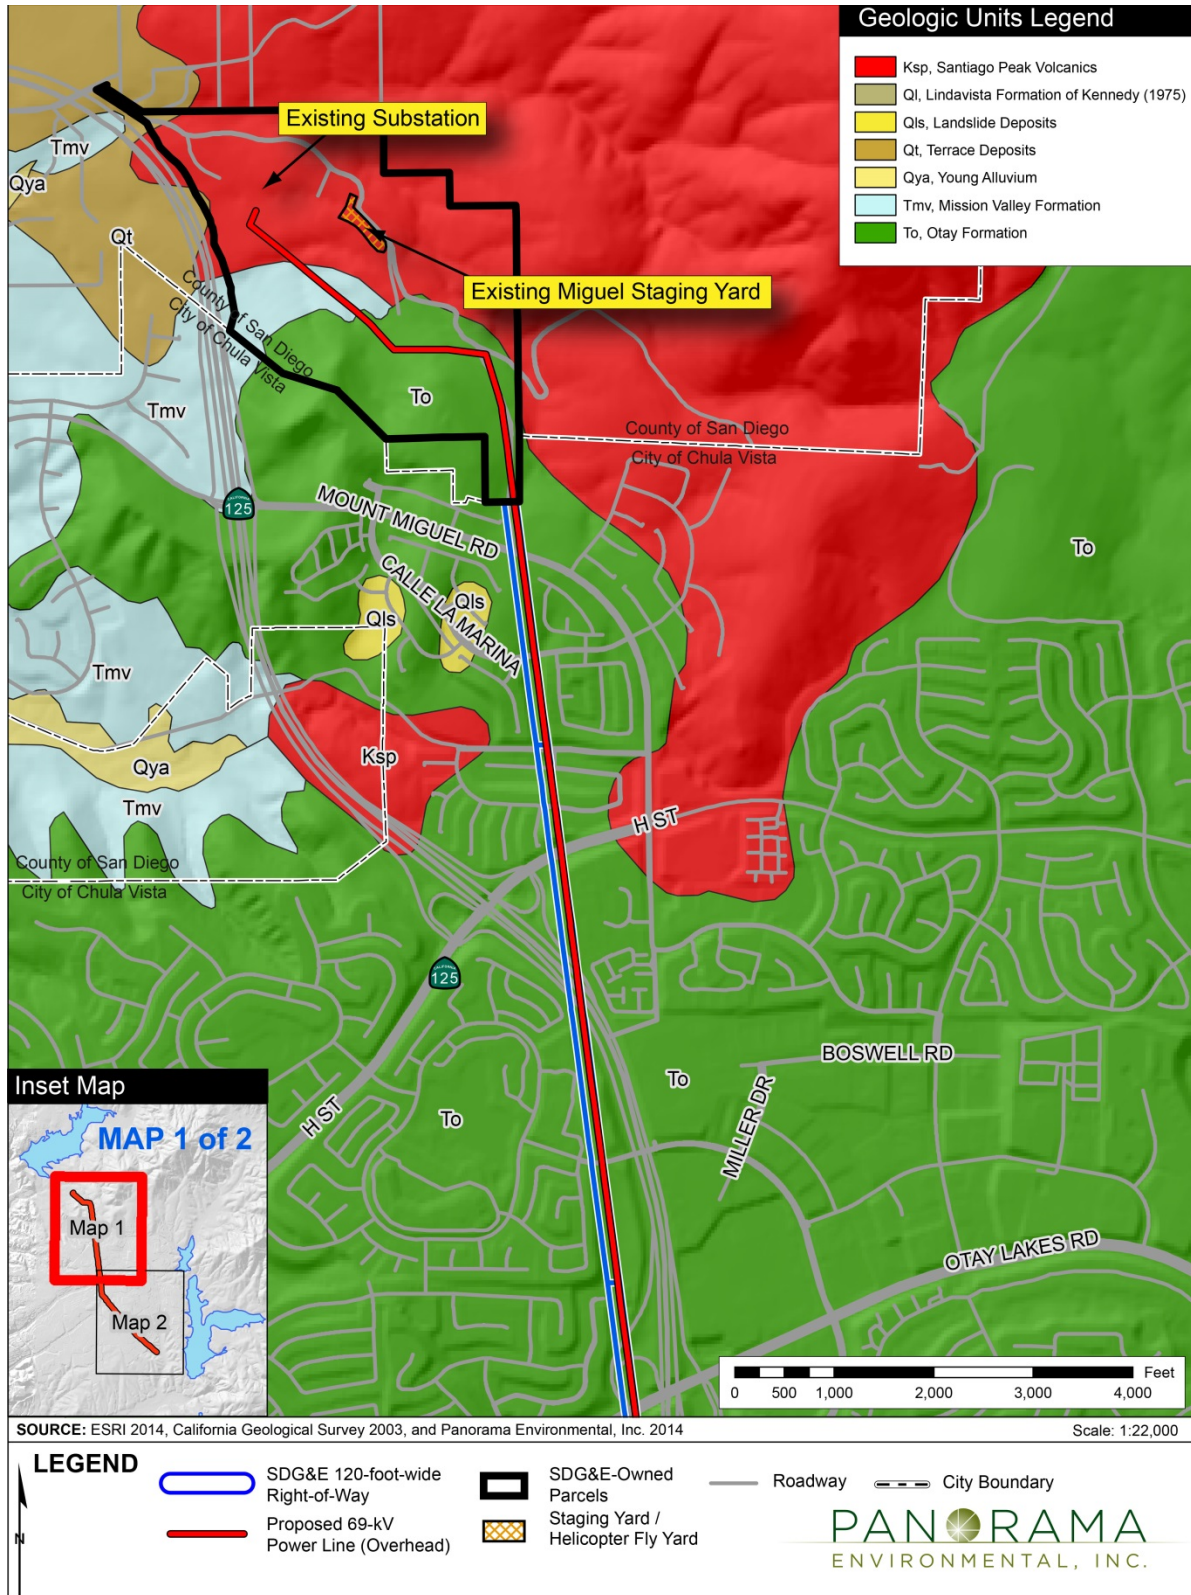 Geologic Units Legend
Ksp, Santiago Peak Volcanics
Ql, Lindavista Formation of Kennedy (1975)
Qls, Landslide Deposits
Qt, Terrace Deposits
Qya, Young Alluvium
Tmv, Mission Valley Formation
To, Otay Formation
Existing Substation
Tmv
Qya
Qt
Existing Miguel Staging Yard
County of San Diego
City of Chula Vista
To
Tmv
County of San Diego
City of Chula Vista
CALIFORNIA
125
MOUNT MIGUEL RD
To
CALLE LA MARINA
Qls
Qls
Tmv
Ksp
Qya
Tmv
H ST
County of San Diego
City of Chula Vista
CALIFORNIA
125
BOSWELL RD
To
MILLER DR
To
H ST
OTAY LAKES RD
Inset Map
MAP 1 of 2
Map 1
Map 2
Feet
0 500 1,000 2,000 3,000 4,000
SOURCE: ESRI 2014, California Geological Survey 2003, and Panorama Environmental, Inc. 2014
Scale: 1:22,000
LEGEND
N
SDG&E 120-foot-wide
Right-of-Way
Proposed 69-kV
Power Line (Overhead)
SDG&E-Owned
Parcels
Staging Yard /
Helicopter Fly Yard
Roadway
City Boundary
PANORAMA
ENVIRONMENTAL, INC.